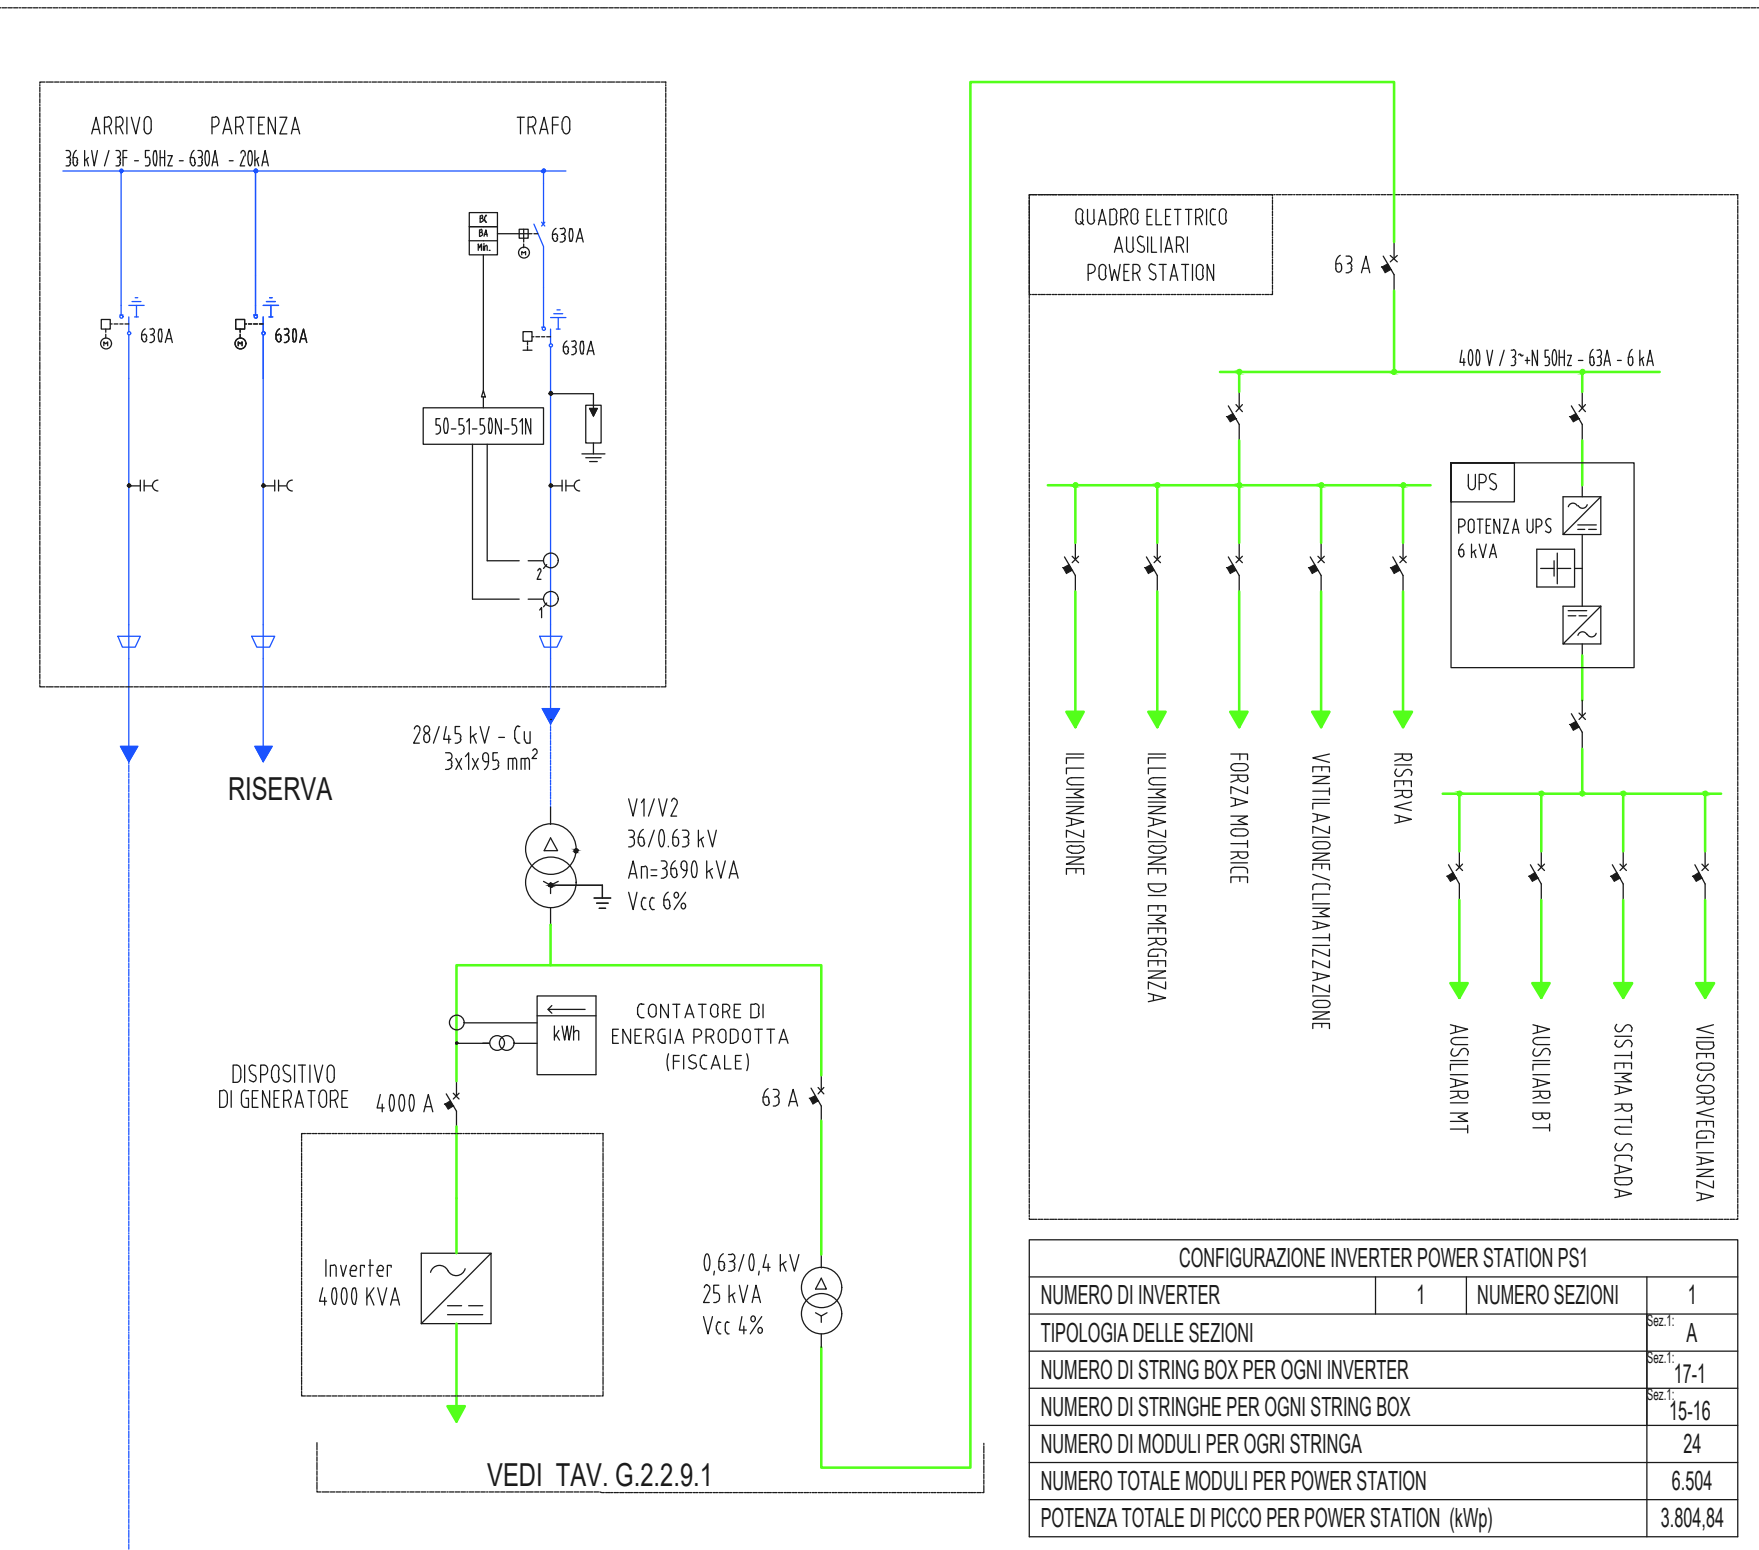 ARRIVO
PARTENZA
TRAFO
36 kV / 3F - 50Hz - 630A - 20kA
BC
BA
Min.
M
630A
M
630A
M
630A
630A
50-51-50N-51N
2
1
RISERVA
28/45 kV - Cu
3x1x95 mm²
V1/V2
36/0.63 kV
An=3690 kVA
Vcc 6%
kWh
CONTATORE DI
ENERGIA PRODOTTA
(FISCALE)
DISPOSITIVO
DI GENERATORE
4000 A
63 A
Inverter
4000 KVA
0,63/0,4 kV
25 kVA
Vcc 4%
VEDI TAV. G.2.2.9.1
QUADRO ELETTRICO
AUSILIARI
POWER STATION
63 A
400 V / 3~+N 50Hz - 63A - 6 kA
UPS
POTENZA UPS
6 kVA
ILLUMINAZIONE
ILLUMINAZIONE DI EMERGENZA
FORZA MOTRICE
VENTILAZIONE/CLIMATIZZAZIONE
RISERVA
AUSILIARI MT
AUSILIARI BT
SISTEMA RTU SCADA
VIDEOSORVEGLIANZA
CONFIGURAZIONE INVERTER POWER STATION PS1
NUMERO DI INVERTER 1 NUMERO SEZIONI 1
TIPOLOGIA DELLE SEZIONI Sez.1: A
NUMERO DI STRING BOX PER OGNI INVERTER Sez.1: 17-1
NUMERO DI STRINGHE PER OGNI STRING BOX Sez.1: 15-16
NUMERO DI MODULI PER OGRI STRINGA 24
NUMERO TOTALE MODULI PER POWER STATION 6.504
POTENZA TOTALE DI PICCO PER POWER STATION (kWp) 3.804,84